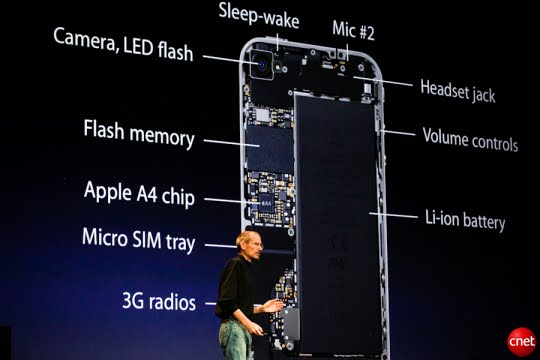 Sleep-wake
Mic #2
Camera, LED flash
Headset jack
Flash memory
Volume controls
Apple A4 chip
Li-ion battery
Micro SIM tray
3G radios
A4
cnet